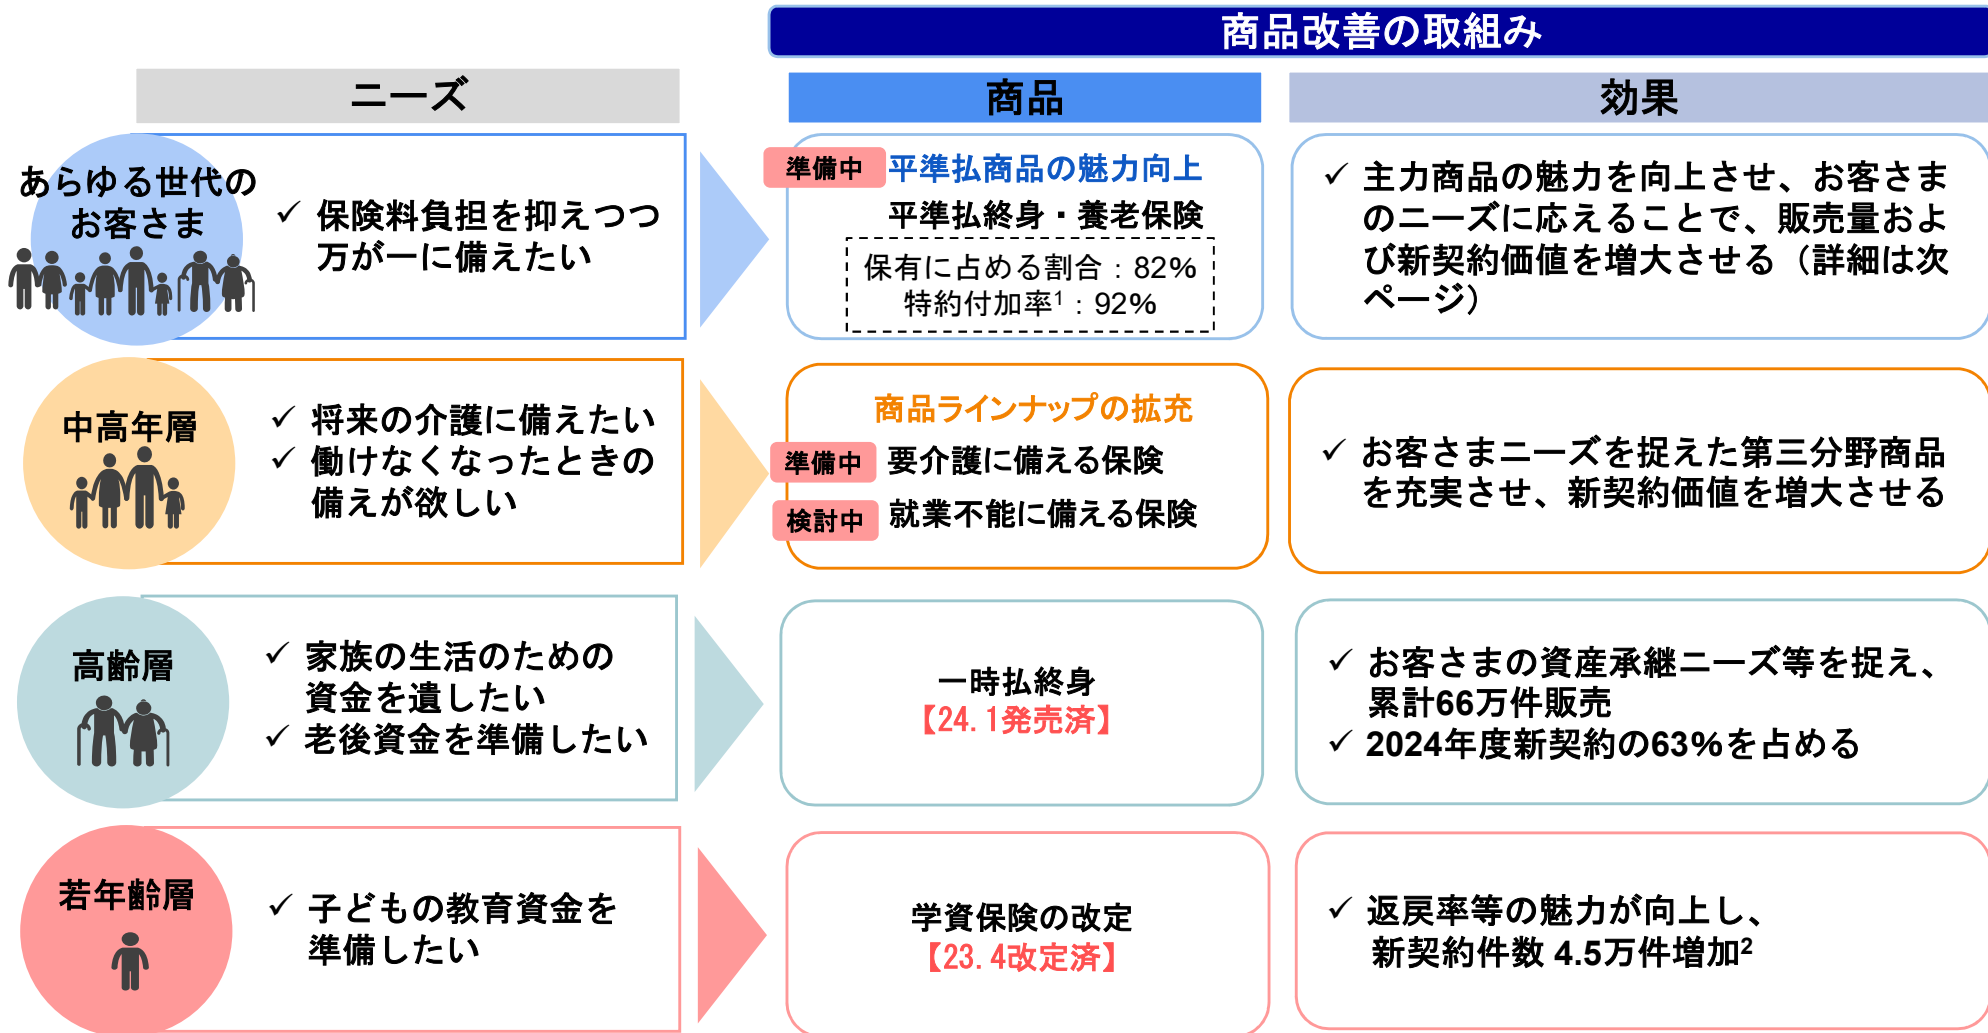 商品改善の取組み
ニーズ
商品
効果
あらゆる世代の
お客さま
✓ 保険料負担を抑えつつ
万が一に備えたい
準備中
平準払商品の魅力向上
平準払終身・養老保険
保有に占める割合：82%
特約付加率1：92%
✓ 主力商品の魅力を向上させ、お客さま
のニーズに応えることで、販売量およ
び新契約価値を増大させる（詳細は次
ページ）
中高年層
✓ 将来の介護に備えたい
✓ 働けなくなったときの
備えが欲しい
商品ラインナップの拡充
準備中
要介護に備える保険
検討中
就業不能に備える保険
✓ お客さまニーズを捉えた第三分野商品
を充実させ、新契約価値を増大させる
高齢層
✓ 家族の生活のための
資金を遺したい
✓ 老後資金を準備したい
一時払終身
【24.1発売済】
✓ お客さまの資産承継ニーズ等を捉え、
累計66万件販売
✓ 2024年度新契約の63%を占める
若年齢層
✓ 子どもの教育資金を
準備したい
学資保険の改定
【23.4改定済】
✓ 返戻率等の魅力が向上し、
新契約件数 4.5万件増加2